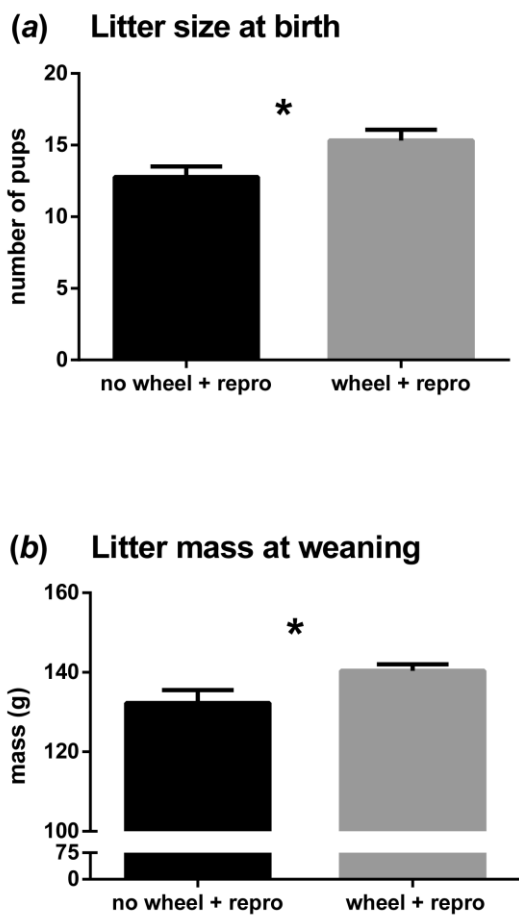 (a) Litter size at birth
number of pups
20
15
10
5
0
*
no wheel + repro wheel + repro
(b) Litter mass at weaning
mass (g)
160
140
120
100
75
0
*
no wheel + repro wheel + repro